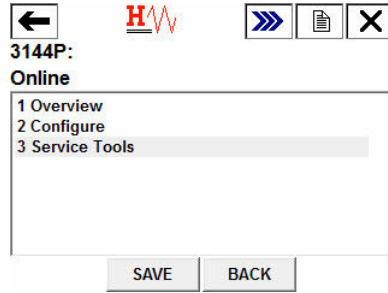 H
3144P:
Online
1 Overview
2 Configure
3 Service Tools
SAVE BACK